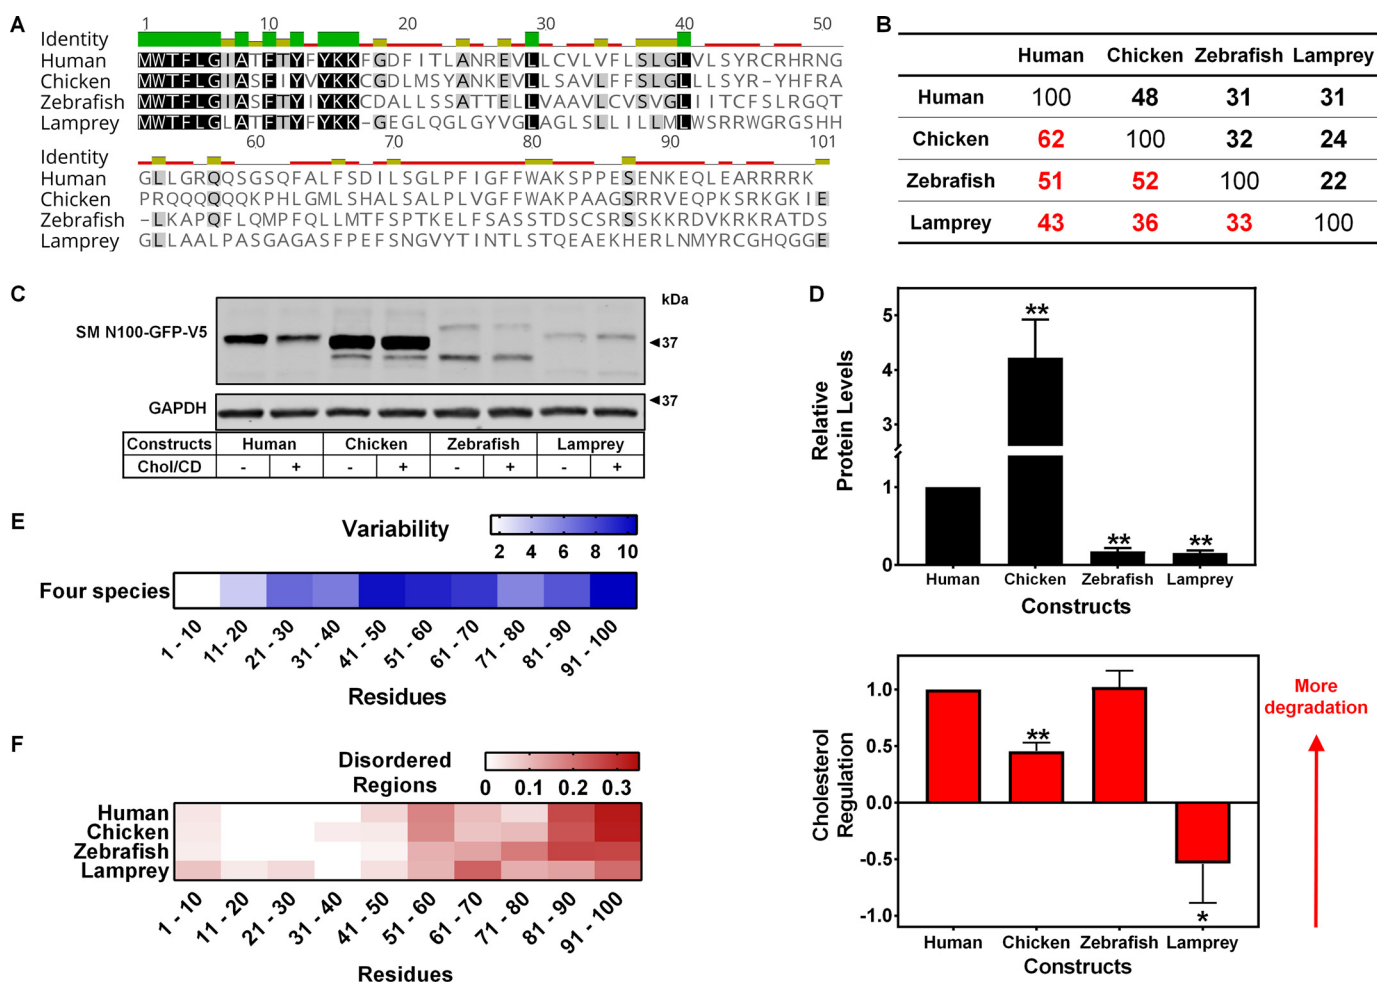 A
1 10 20 30 40 50
Identity
Human MWTFLGIATFTYFYKKFGDFITLANREVLLCVLVFLSLGLVLSYRCRHRNG
Chicken MWTFLGIASFIYVYKKCGDLMSYANKEVLLSAVLFFSLGLLLSYR-YHFRA
Zebrafish MWTFLGIASFTYIYKKCDALLSSATTELVLVAAVLCVSVGLIITCFSLRGQT
Lamprey MWTFLGLATFTYFYKK-GEGLQGLGYVGLAGLSLLILLMLWSRRWGRGSHH
60 70 80 90 101
Identity
Human GLLGRQQSGSQFALFSDILSGLPFIGFFWAKSPPESENKEQLEARRRRK
Chicken PRQQQQQQKPHLGMLSHALSALPLVGFFWAKPAAGSRRVEQPKSRKGKIE
Zebrafish -LKAPQFLQMPFQLLMTFSPTKELFSASSTDSCSRSSKKRDVKRKRATDS
Lamprey GLLAALPASGAGASFPEFSNGVYTINTLSTQEAEKHERLNMYRCGHQGGE
B
Human Chicken Zebrafish Lamprey
Human 100 48 31 31
Chicken 62 100 32 24
Zebrafish 51 52 100 22
Lamprey 43 36 33 100
C
kDa
SM N100-GFP-V5
37
GAPDH
37
Constructs Human Chicken Zebrafish Lamprey
Chol/CD - + - + - + - +
D
Relative
Protein Levels
5
4
3
1
0
**
**
**
Human Chicken Zebrafish Lamprey
Constructs
Cholesterol
Regulation
1.0
0.5
0.0
-0.5
-1.0
**
*
Human Chicken Zebrafish Lamprey
Constructs
More
degradation
E
Variability
2 4 6 8 10
Four species
1 - 10 11- 20 21 - 30 31 - 40 41 - 50 51 - 60 61 - 70 71 - 80 81 - 90 91 - 100
Residues
F
Disordered
Regions
0 0.1 0.2 0.3
Human
Chicken
Zebrafish
Lamprey
1 - 10 11 - 20 21 - 30 31 - 40 41 - 50 51 - 60 61 - 70 71 - 80 81 - 90 91 - 100
Residues